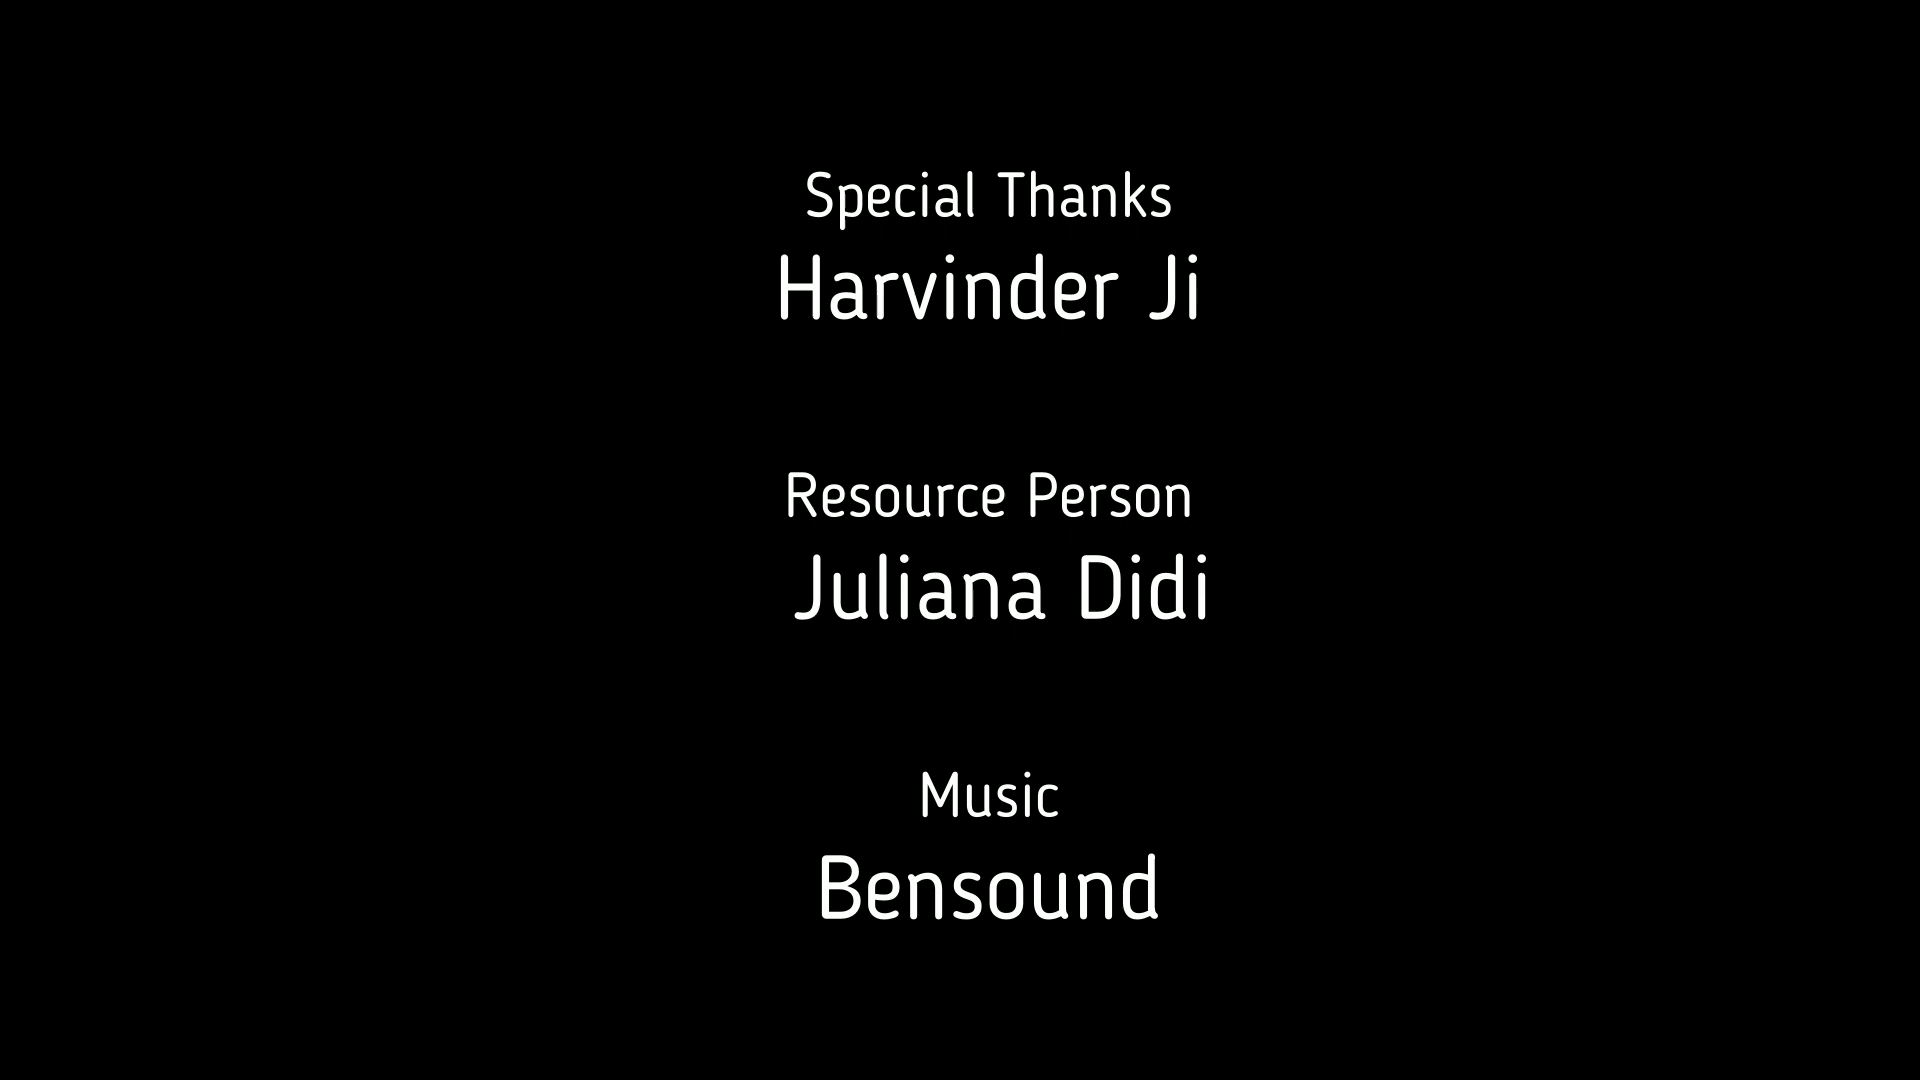 Special Thanks
Harvinder Ji
Resource Person
Juliana Didi
Music
Bensound